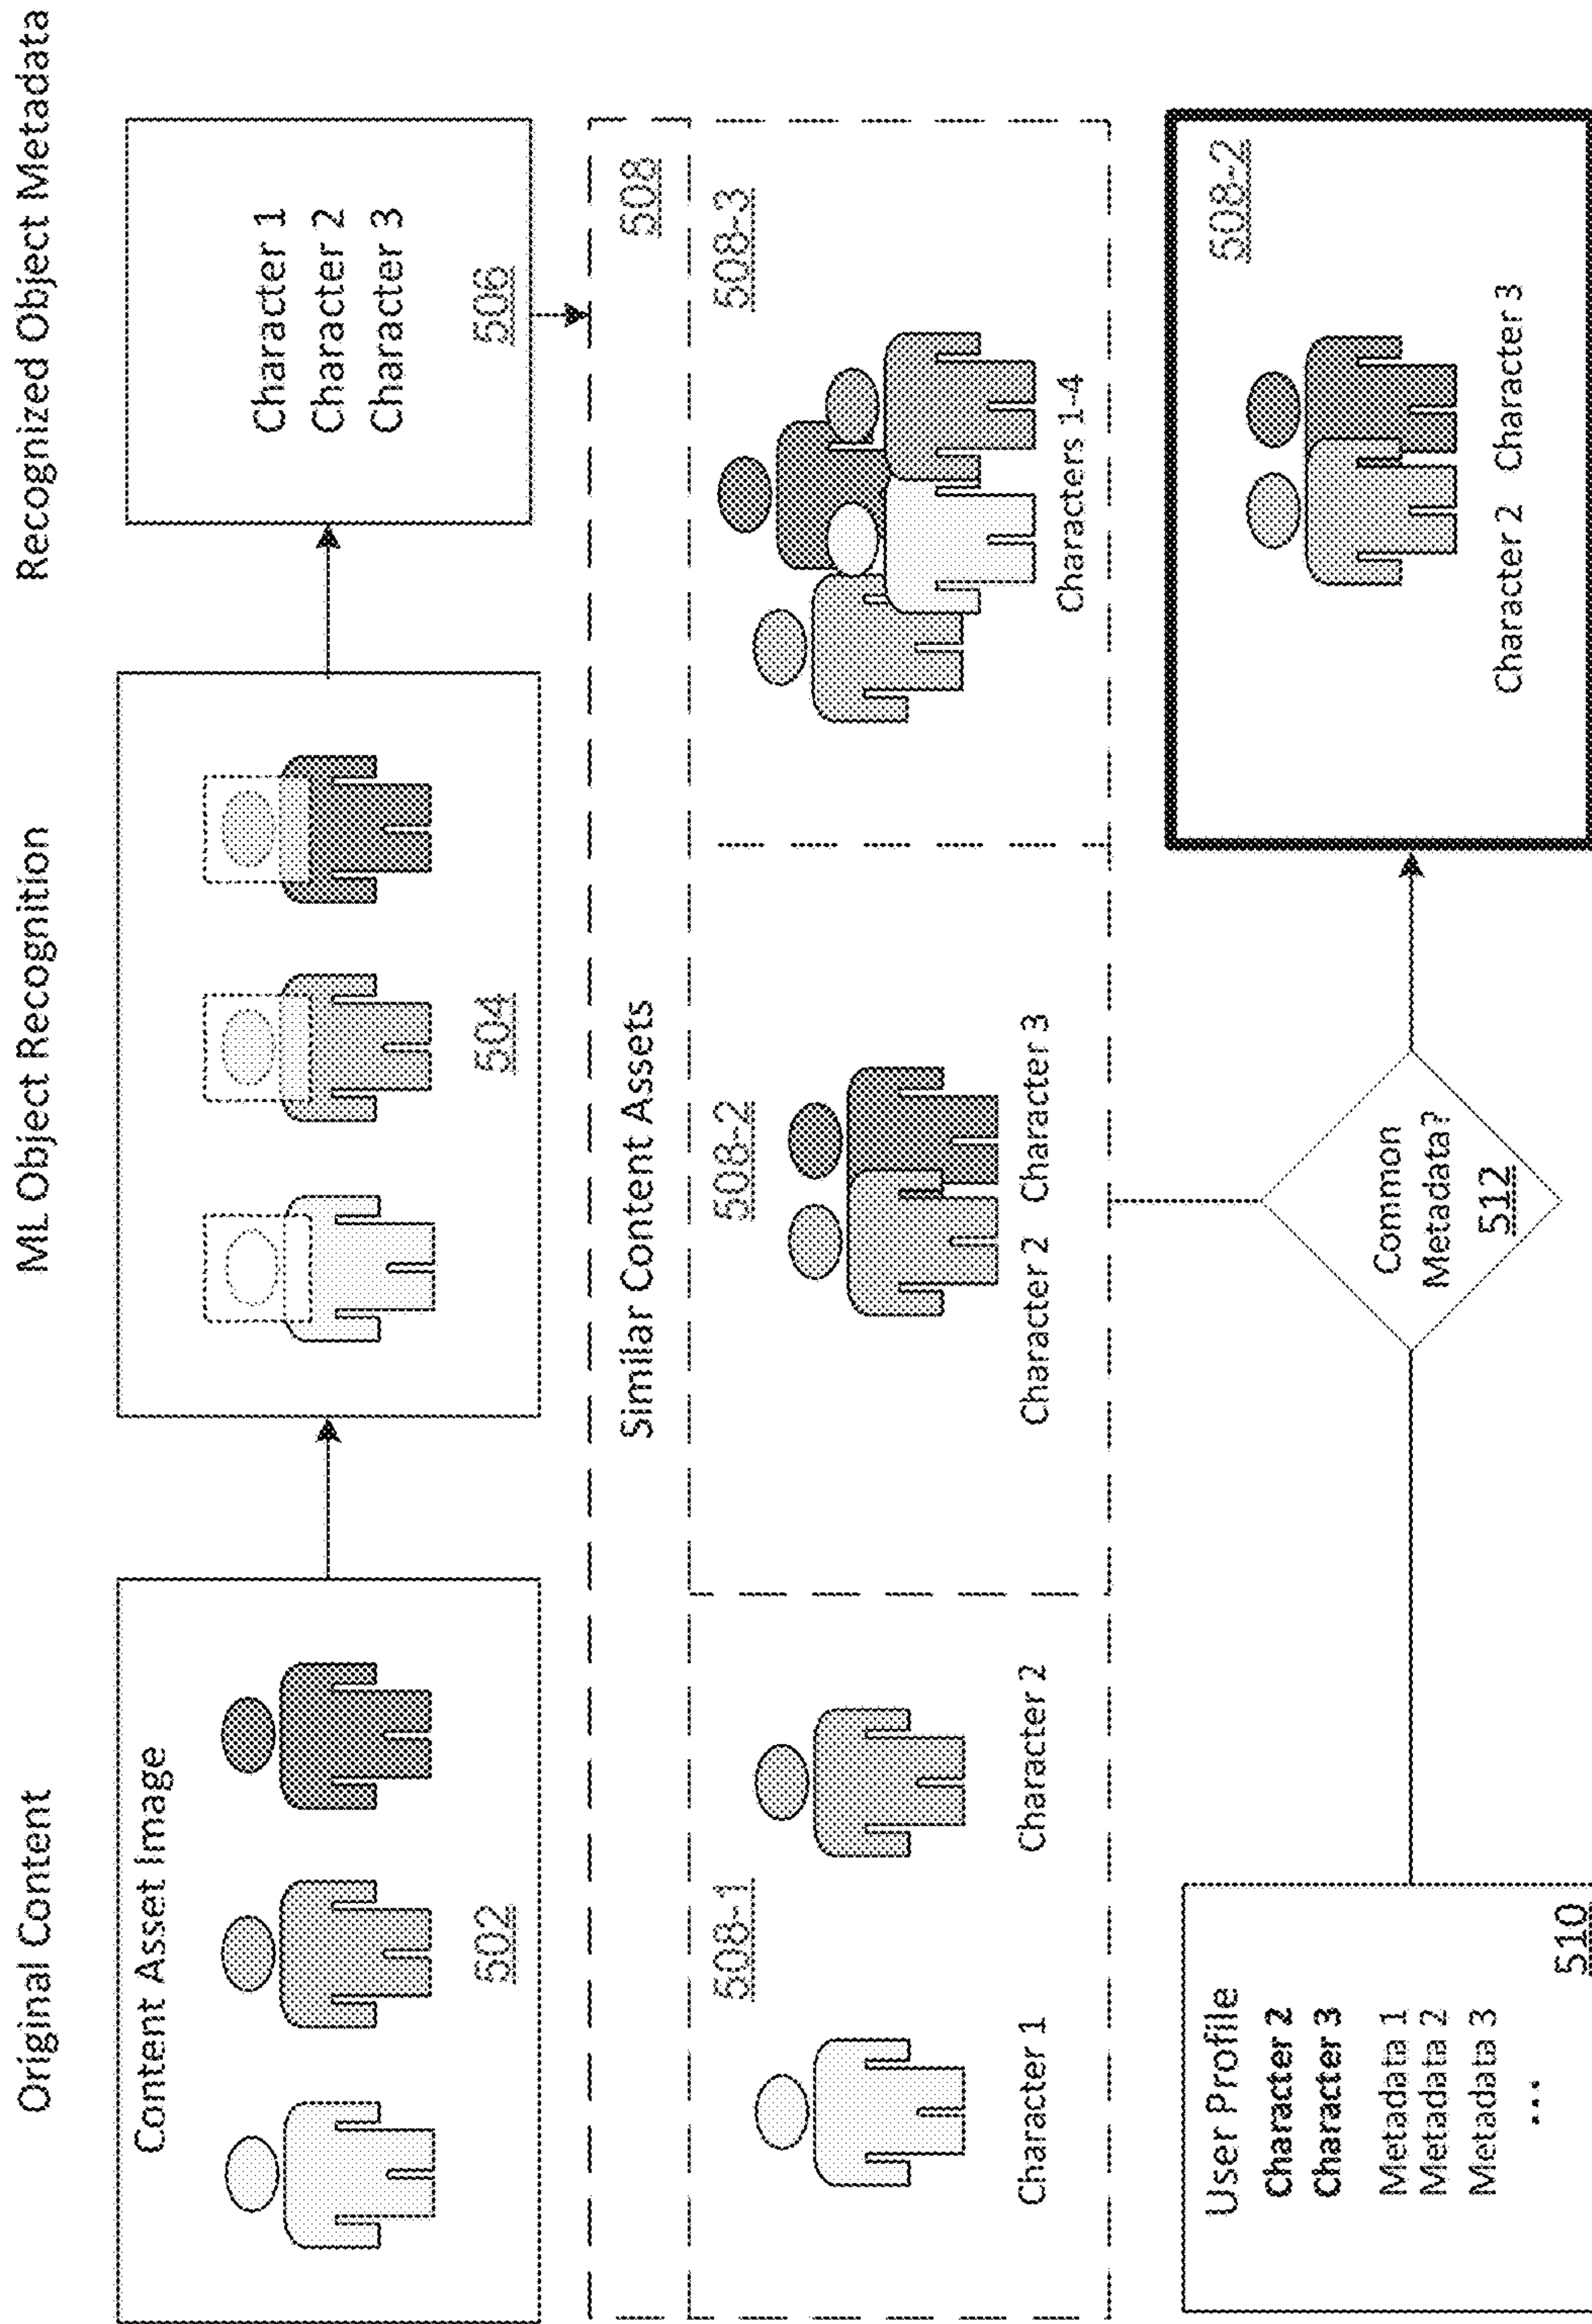 Original Content
ML Object Recognition
Recognized Object Metadata
Content Asset Image
502
504
Character 1
Character 2
Character 3
506
Similar Content Assets
508
508-1
Character 1
Character 2
508-2
Character 2
Character 3
508-3
Characters 1-4
User Profile
Character 2
Character 3
Metadata 1
Metadata 2
Metadata 3
...
510
Common
Metadata?
512
508-2
Character 2
Character 3